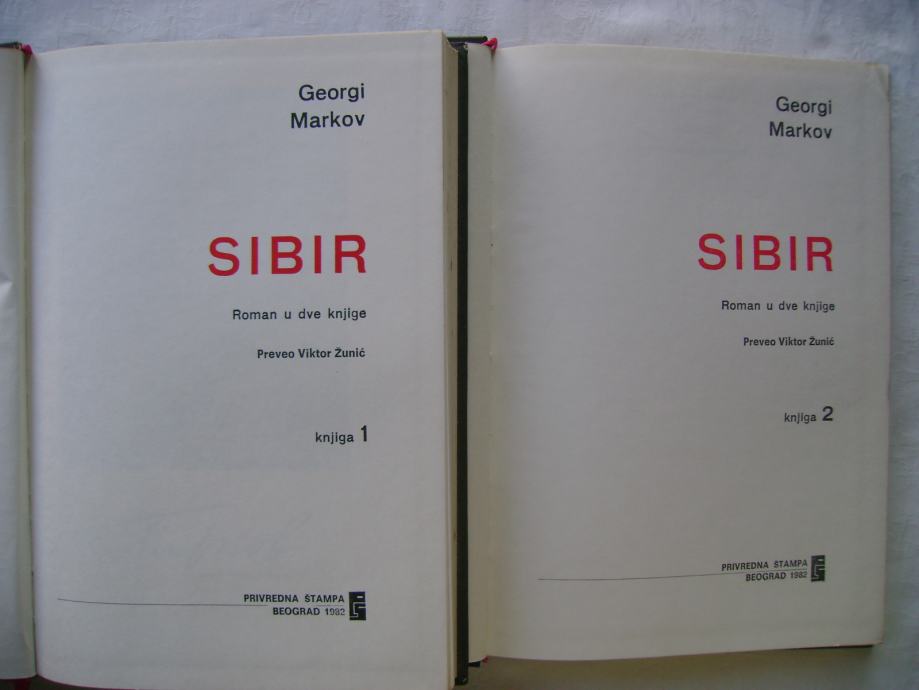 Georgi
Markov
SIBIR
Roman u dve knjige
Preveo Viktor Žunić
knjiga 1
PRIVREDNA ŠTAMPA
BEOGRAD 1982
Georgi
Markov
SIBIR
Roman u dve knjige
Preveo Viktor Žunić
knjiga 2
PRIVREDNA ŠTAMPA
BEOGRAD 1982